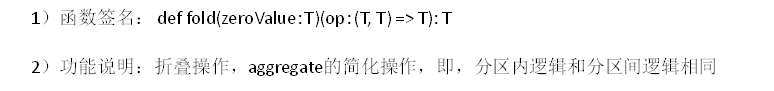 1）函数签名：def fold(zeroValue:T)(op:(T, T) => T): T
2）功能说明：折叠操作，aggregate的简化操作，即，分区内逻辑和分区间逻辑相同